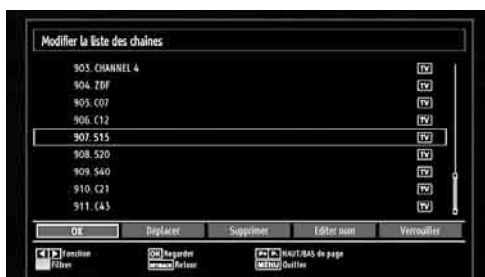 Modifier la liste des chaînes
903. CHANNEL 4 TV
904. ZDF TV
905. C07 TV
906. C12 TV
907. S15 TV
908. S20 TV
909. S40 TV
910. C21 TV
911. C43 TV
OK Déplacer Supprimer Editer nom Verrouiller
Fonction OK Regarder P+ P- HAUT/BAS de page
Filtrer Retour MENU Quitter